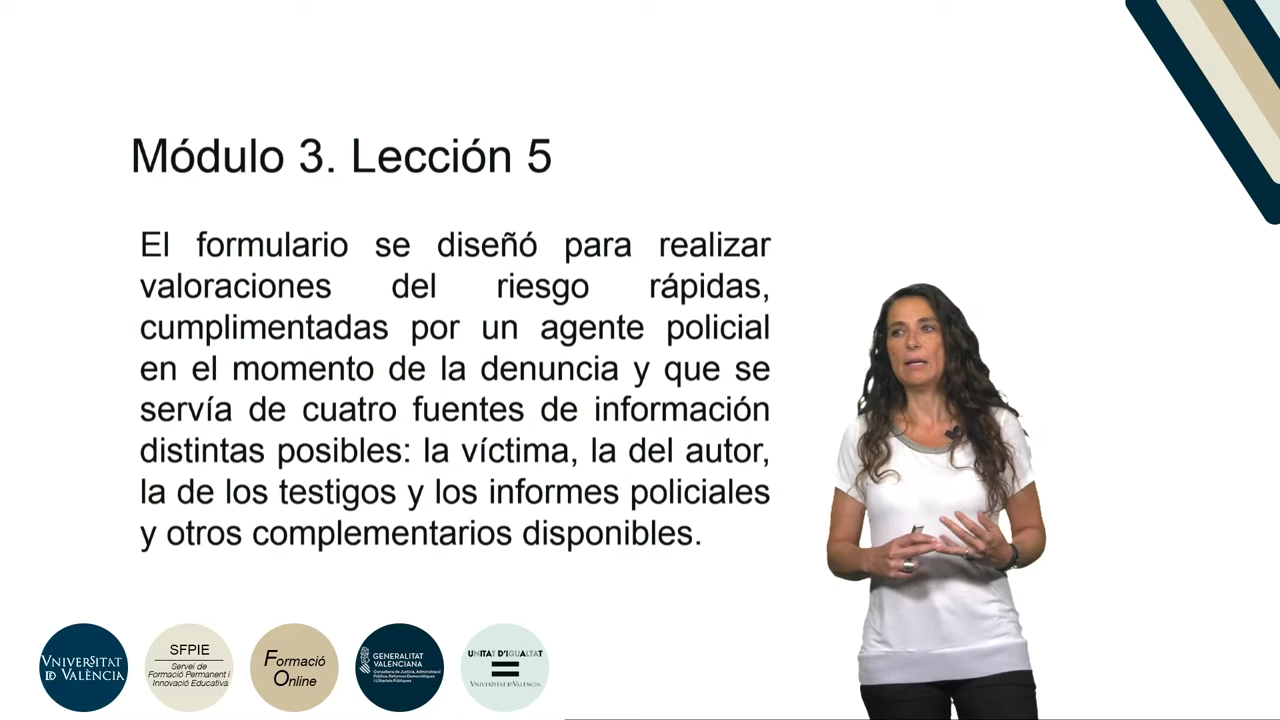 Módulo 3. Lección 5
El formulario se diseñó para realizar
valoraciones del riesgo rápidas,
cumplimentadas por un agente policial
en el momento de la denuncia y que se
servía de cuatro fuentes de información
distintas posibles: la víctima, la del autor,
la de los testigos y los informes policiales
y otros complementarios disponibles.
VNIVERSITAT
ID VALÈNCIA
SFPIE
Servei de
Formació Permanent i
Innovació Educativa
Formació
Online
GENERALITAT
VALENCIANA
Conselleria de Justícia, Administració
Pública, Reformes Democràtiques
i Llibertats Públiques
UNITAT D'IGUALTAT
VNIVERSITAT ID VALÈNCIA